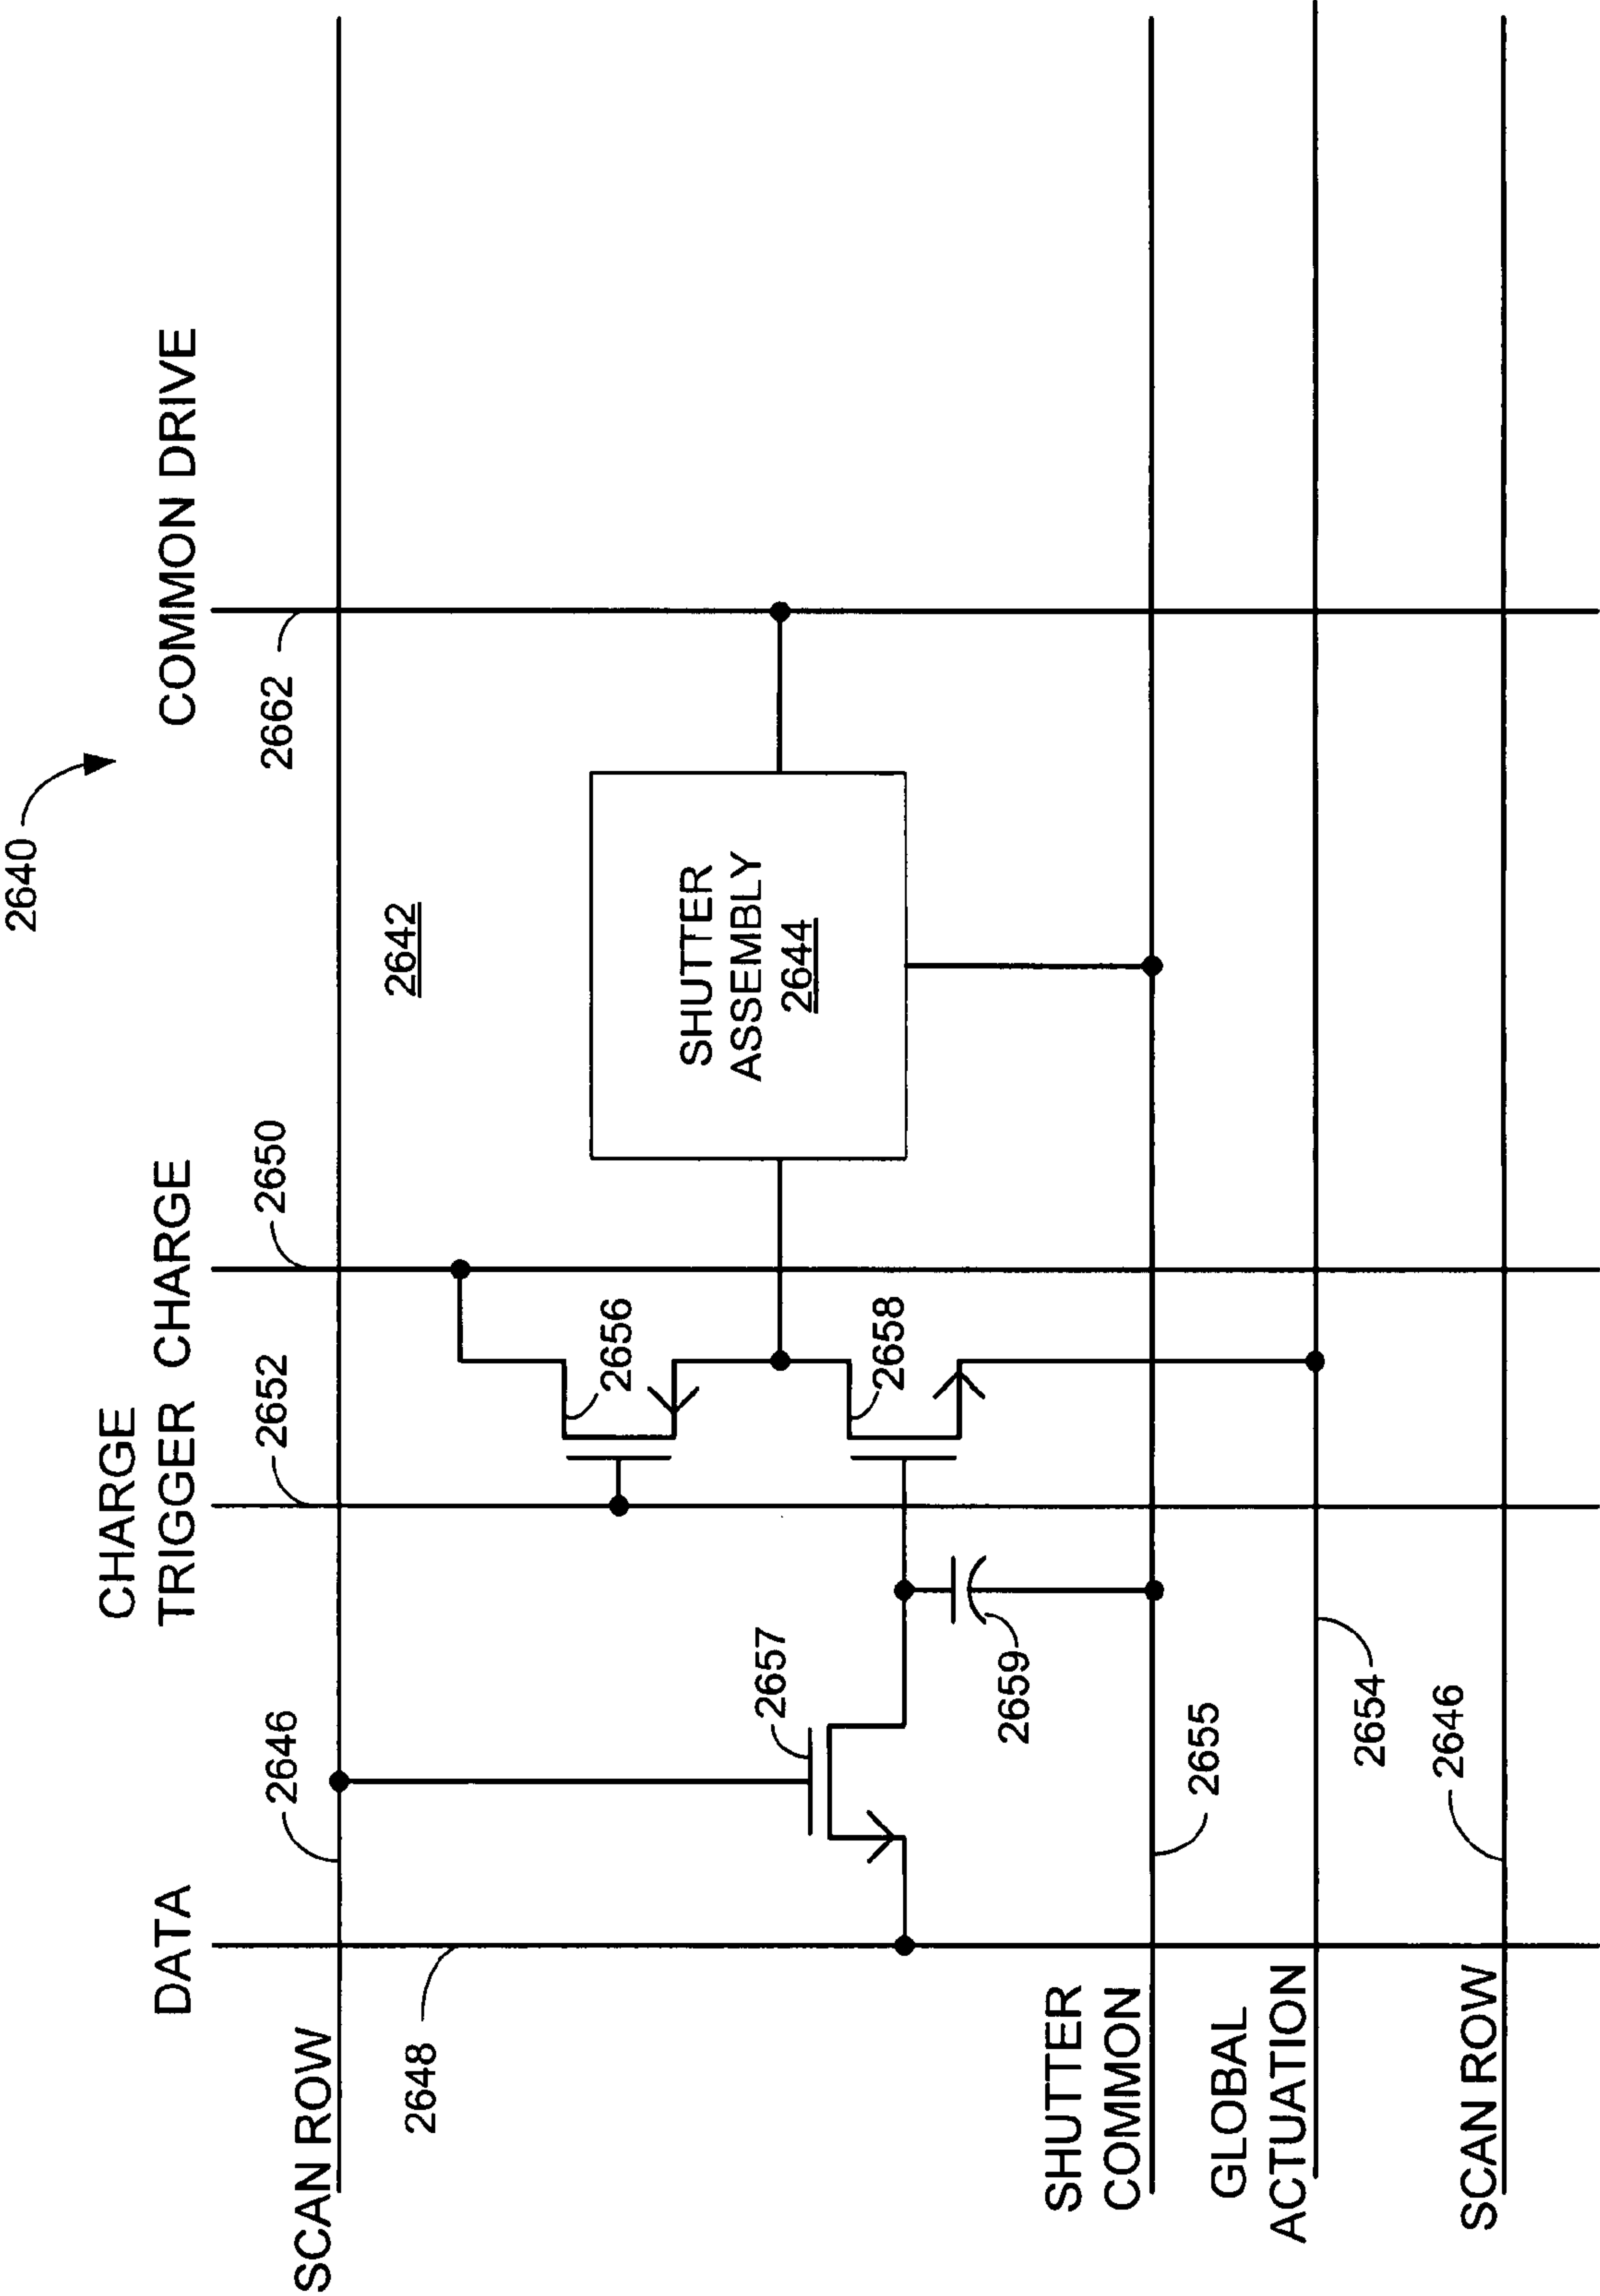 2640
DATA
CHARGE
TRIGGER
CHARGE
COMMON DRIVE
SCAN ROW
2646
2652
2650
2662
2648
2642
2656
SHUTTER
ASSEMBLY
2644
2657
2658
2659
SHUTTER
COMMON
2655
GLOBAL
ACTUATION
2654
SCAN ROW
2646